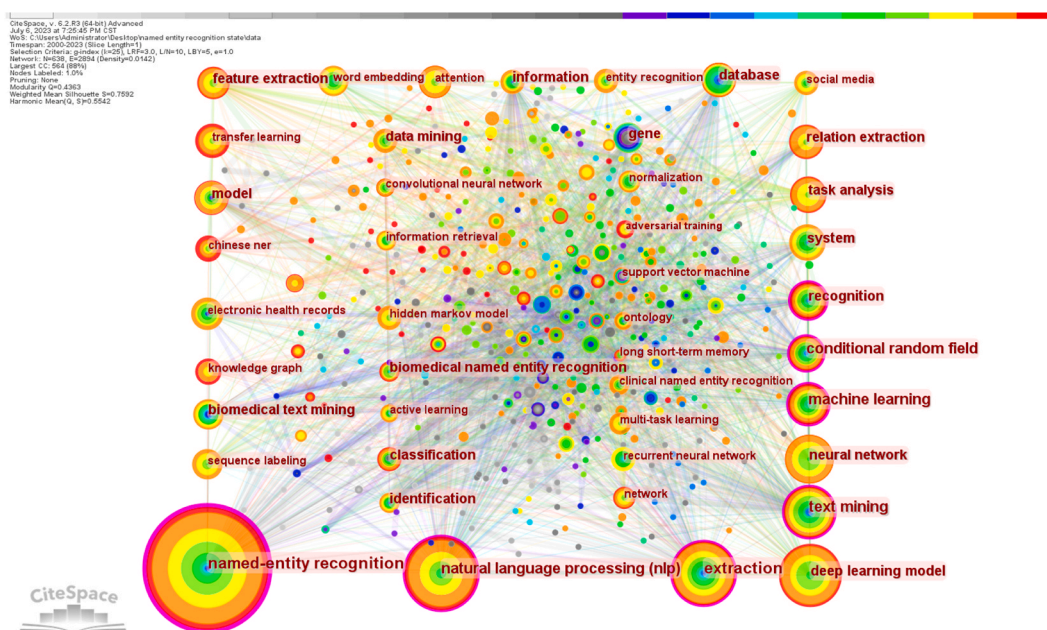 CiteSpace, v. 6.2.R3 (64-bit) Advanced
July 6, 2023 at 7:25:45 PM CST
WoS: C:\Users\Administrator\Desktop\named entity recognition state\data
Timespan: 2000-2023 (Slice Length=1)
Selection Criteria: g-index (k=25), LRF=3.0, L/N=10, LBY=5, e=1.0
Network: N=638, E=2894 (Density=0.0142)
Largest CC: 564 (88%)
Nodes Labeled: 1.0%
Pruning: None
Modularity Q=0.4363
Weighted Mean Silhouette S=0.7592
Harmonic Mean(Q, S)=0.5542
feature extraction
word embedding
attention
information
entity recognition
database
social media
transfer learning
data mining
gene
relation extraction
model
convolutional neural network
normalization
task analysis
chinese ner
information retrieval
adversarial training
system
support vector machine
recognition
electronic health records
hidden markov model
ontology
long short-term memory
conditional random field
knowledge graph
biomedical named entity recognition
clinical named entity recognition
machine learning
biomedical text mining
active learning
multi-task learning
sequence labeling
classification
recurrent neural network
neural network
identification
network
text mining
named-entity recognition
natural language processing (nlp)
extraction
deep learning model
CiteSpace